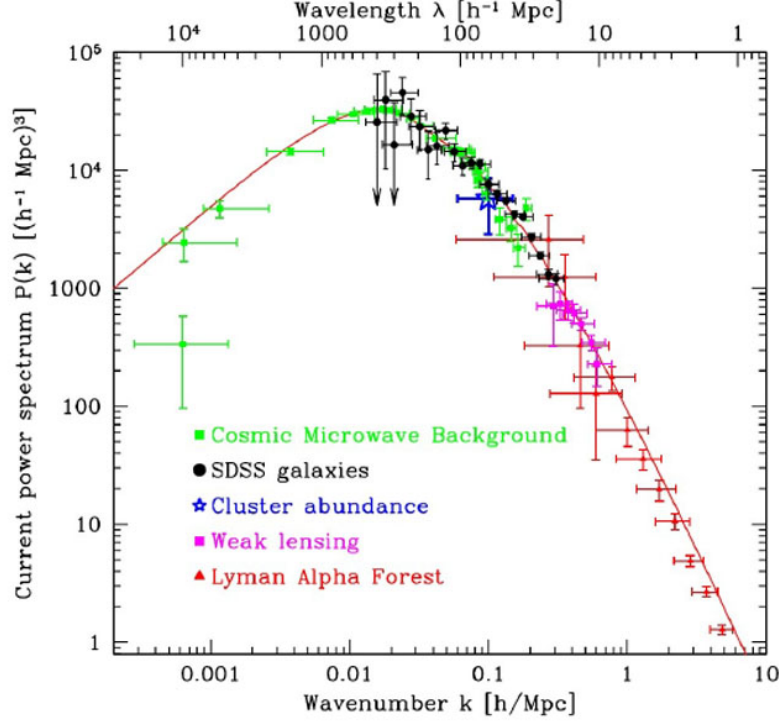 Wavelength λ [h⁻¹ Mpc]
10⁴ 1000 100 10 1
Current power spectrum P(k) [(h⁻¹ Mpc)³]
10⁵
10⁴
1000
100
10
1
Cosmic Microwave Background
SDSS galaxies
Cluster abundance
Weak lensing
Lyman Alpha Forest
0.001 0.01 0.1 1 10
Wavenumber k [h/Mpc]